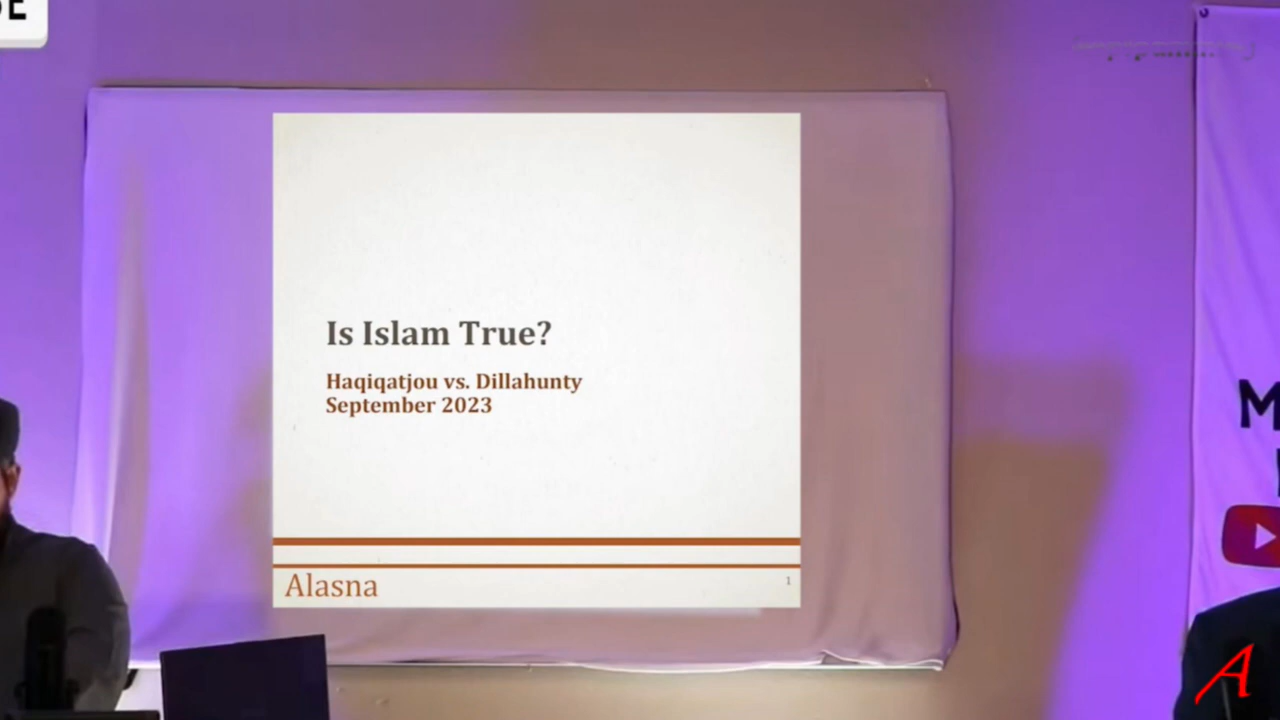 Is Islam True?
Haqiqatjou vs. Dillahunty
September 2023
Alasna
1
M
A